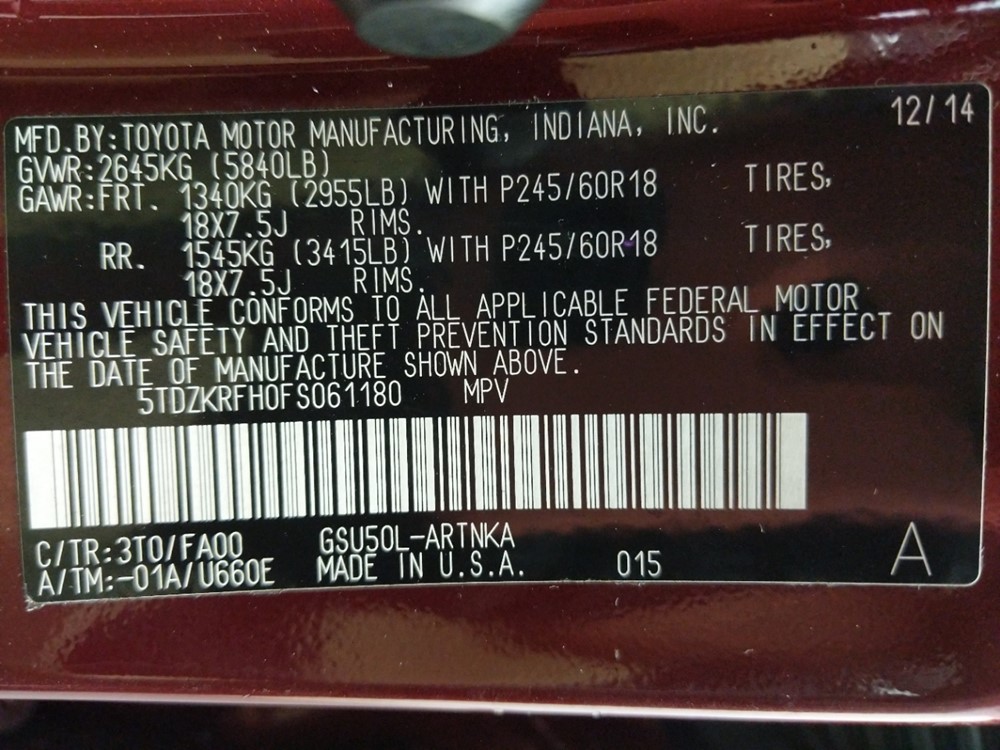 12/14
MFD.BY:TOYOTA MOTOR MANUFACTURING, INDIANA, INC.
GVWR:2645KG (5840LB)
GAWR:FRT. 1340KG (2955LB) WITH P245/60R18 TIRES,
18X7.5J RIMS.
RR. 1545KG (3415LB) WITH P245/60R18 TIRES,
18X7.5J RIMS.
THIS VEHICLE CONFORMS TO ALL APPLICABLE FEDERAL MOTOR
VEHICLE SAFETY AND THEFT PREVENTION STANDARDS IN EFFECT ON
THE DATE OF MANUFACTURE SHOWN ABOVE.
5TDZKRFH0FS061180 MPV
C/TR:3T0/FA00 GSU50L-ARTNKA
A/TM:-01A/U660E MADE IN U.S.A. 015 A